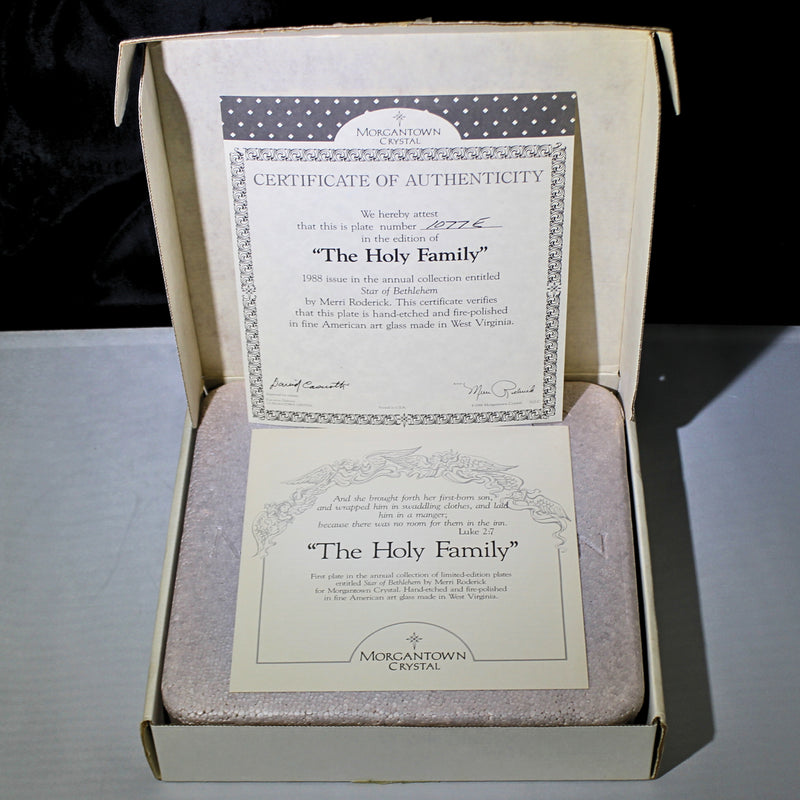 MORGANTOWN
CRYSTAL
CERTIFICATE OF AUTHENTICITY
We hereby attest
that this is plate number 1077E
in the edition of
"The Holy Family"
1988 issue in the annual collection entitled
Star of Bethlehem
by Merri Roderick. This certificate verifies
that this plate is hand-etched and fire-polished
in fine American art glass made in West Virginia.
And she brought forth her first-born son,
and wrapped him in swaddling clothes, and laid
him in a manger;
because there was no room for them in the inn.
Luke 2:7
"The Holy Family"
First plate in the annual collection of limited-edition plates
entitled Star of Bethlehem by Merri Roderick
for Morgantown Crystal. Hand-etched and fire-polished
in fine American art glass made in West Virginia.
MORGANTOWN
CRYSTAL